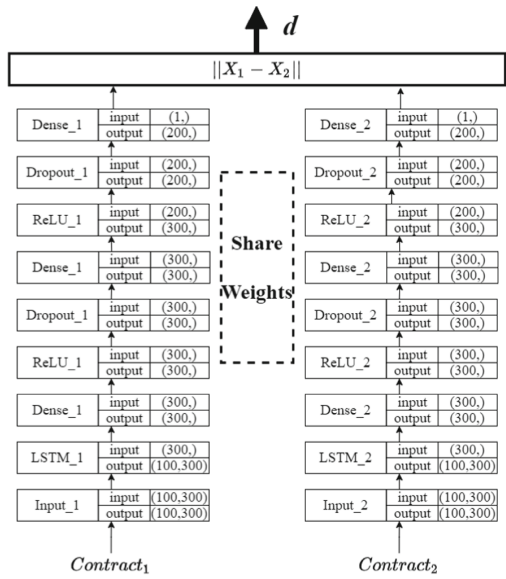 d
||X₁ − X₂||
Dense_1 input (1,) Dense_2 input (1,)
output (200,) output (200,)
Dropout_1 input (200,) Dropout_2 input (200,)
output (200,) output (200,)
ReLU_1 input (200,) ReLU_2 input (200,)
output (300,) output (300,)
Share
Dense_1 input (300,) Dense_2 input (300,)
output (300,) output (300,)
Weights
Dropout_1 input (300,) Dropout_2 input (300,)
output (300,) output (300,)
ReLU_1 input (300,) ReLU_2 input (300,)
output (300,) output (300,)
Dense_1 input (300,) Dense_2 input (300,)
output (300,) output (300,)
LSTM_1 input (300,) LSTM_2 input (300,)
output (100,300) output (100,300)
Input_1 input (100,300) Input_2 input (100,300)
output (100,300) output (100,300)
Contract₁ Contract₂